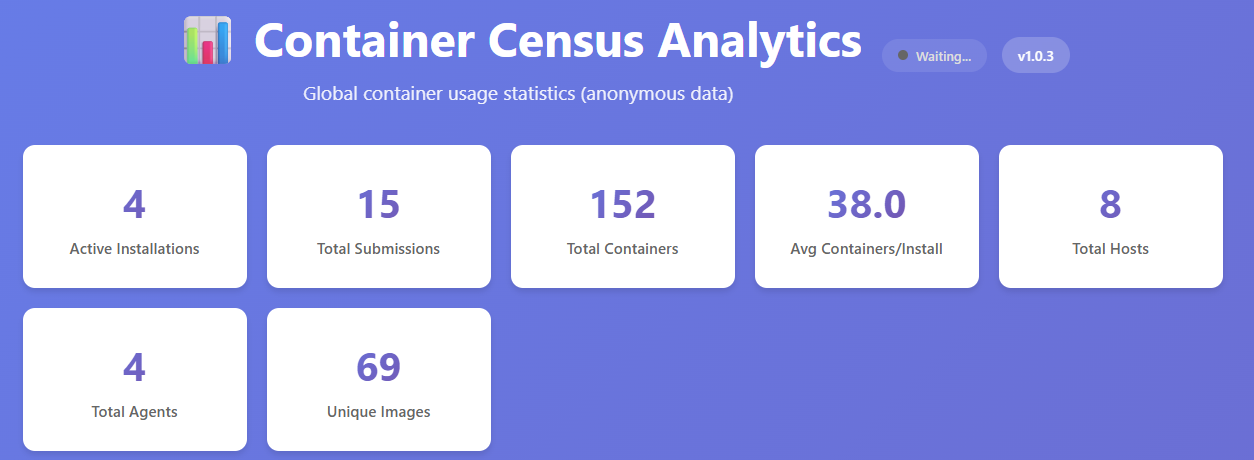 Container Census Analytics
Waiting...
v1.0.3
Global container usage statistics (anonymous data)
4
Active Installations
15
Total Submissions
152
Total Containers
38.0
Avg Containers/Install
8
Total Hosts
4
Total Agents
69
Unique Images